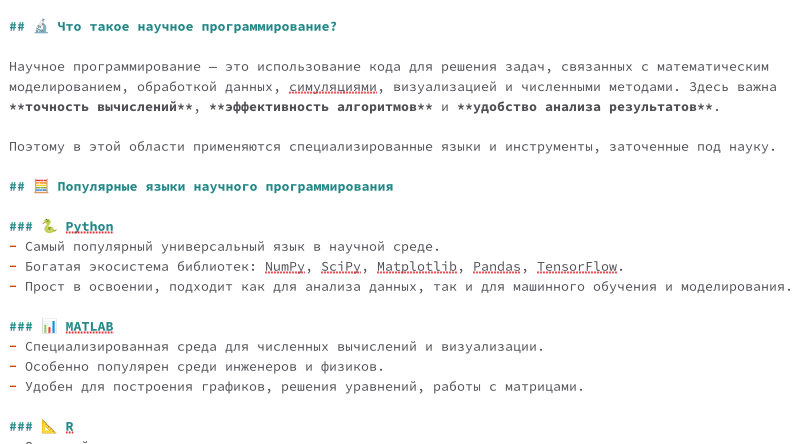 ## 🔬 Что такое научное программирование?
Научное программирование — это использование кода для решения задач, связанных с математическим
моделированием, обработкой данных, симуляциями, визуализацией и численными методами. Здесь важна
**точность вычислений**, **эффективность алгоритмов** и **удобство анализа результатов**.
Поэтому в этой области применяются специализированные языки и инструменты, заточенные под науку.
## 🧮 Популярные языки научного программирования
### 🐍 Python
- Самый популярный универсальный язык в научной среде.
- Богатая экосистема библиотек: NumPy, SciPy, Matplotlib, Pandas, TensorFlow.
- Прост в освоении, подходит как для анализа данных, так и для машинного обучения и моделирования.
### 📊 MATLAB
- Специализированная среда для численных вычислений и визуализации.
- Особенно популярен среди инженеров и физиков.
- Удобен для построения графиков, решения уравнений, работы с матрицами.
### 📐 R